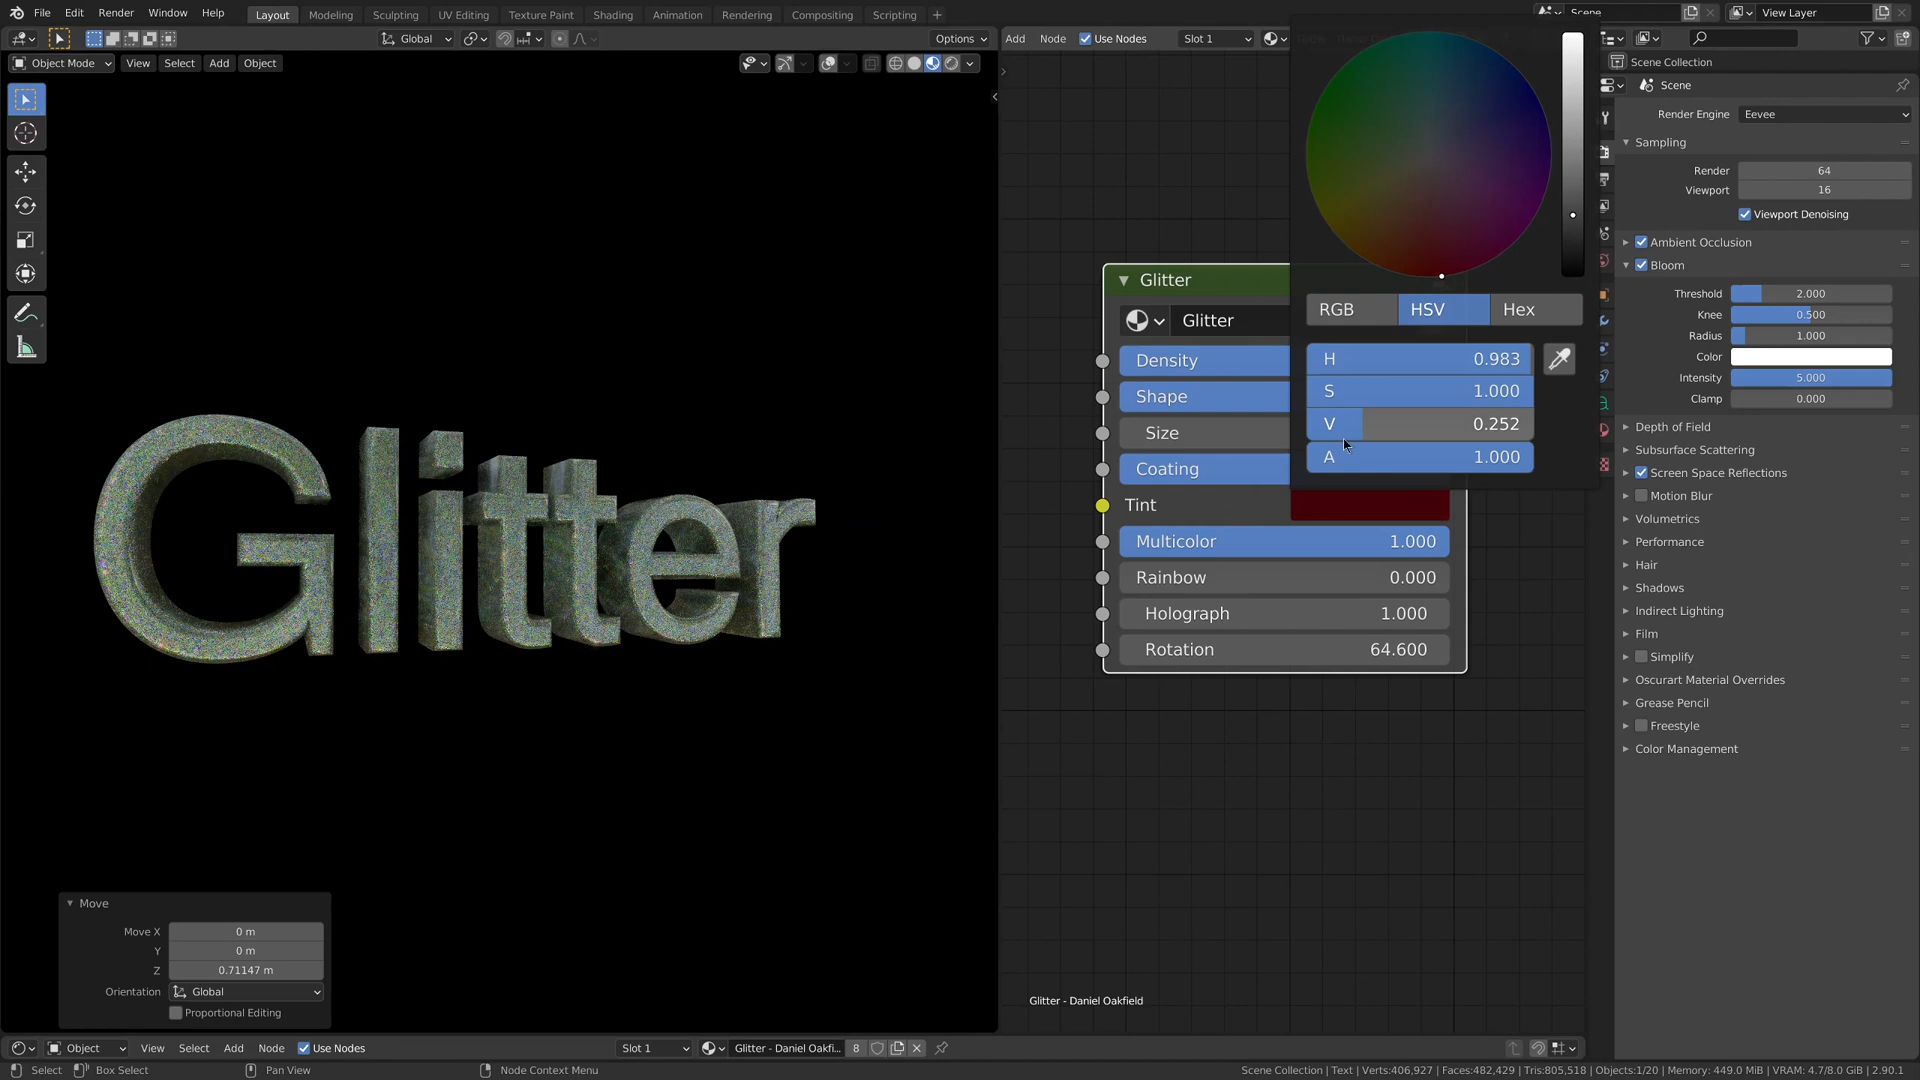 File Edit Render Window Help Layout Modeling Sculpting UV Editing Texture Paint Shading Animation Rendering Compositing Scripting + Scene View Layer
Global Options Add Node Use Nodes Slot 1
Object Mode View Select Add Object
Scene Collection
Scene
Render Engine Eevee
Sampling
Render 64
Viewport 16
Viewport Denoising
Ambient Occlusion
Bloom
Threshold 2.000
Knee 0.500
Radius 1.000
Color
Intensity 5.000
Clamp 0.000
Depth of Field
Subsurface Scattering
Screen Space Reflections
Motion Blur
Volumetrics
Performance
Hair
Shadows
Indirect Lighting
Film
Simplify
Oscurart Material Overrides
Grease Pencil
Freestyle
Color Management
RGB HSV Hex
H 0.983
S 1.000
V 0.252
A 1.000
Glitter
Glitter
Density
Shape
Size
Coating
Tint
Multicolor 1.000
Rainbow 0.000
Holograph 1.000
Rotation 64.600
Glitter
Move
Move X 0 m
Y 0 m
Z 0.71147 m
Orientation Global
Proportional Editing
Glitter - Daniel Oakfield
Object View Select Add Node Use Nodes Slot 1 Glitter - Daniel Oakfi... 8
Select Box Select Pan View Node Context Menu Scene Collection | Text | Verts:406,927 | Faces:482,429 | Tris:805,518 | Objects:1/20 | Memory: 449.0 MiB | VRAM: 4.7/8.0 GiB | 2.90.1